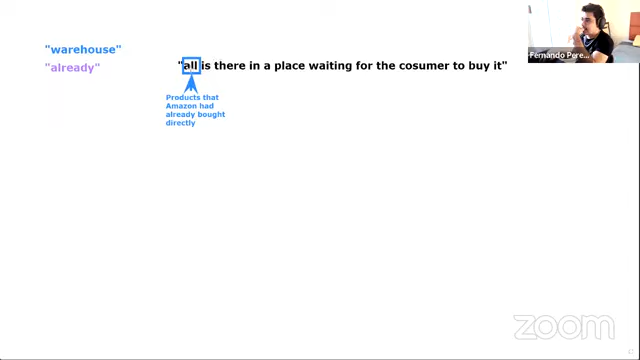 "warehouse"
"already"
"all is there in a place waiting for the cosumer to buy it"
Products that
Amazon had
already bought
directly
Fernando Pere...
zoom